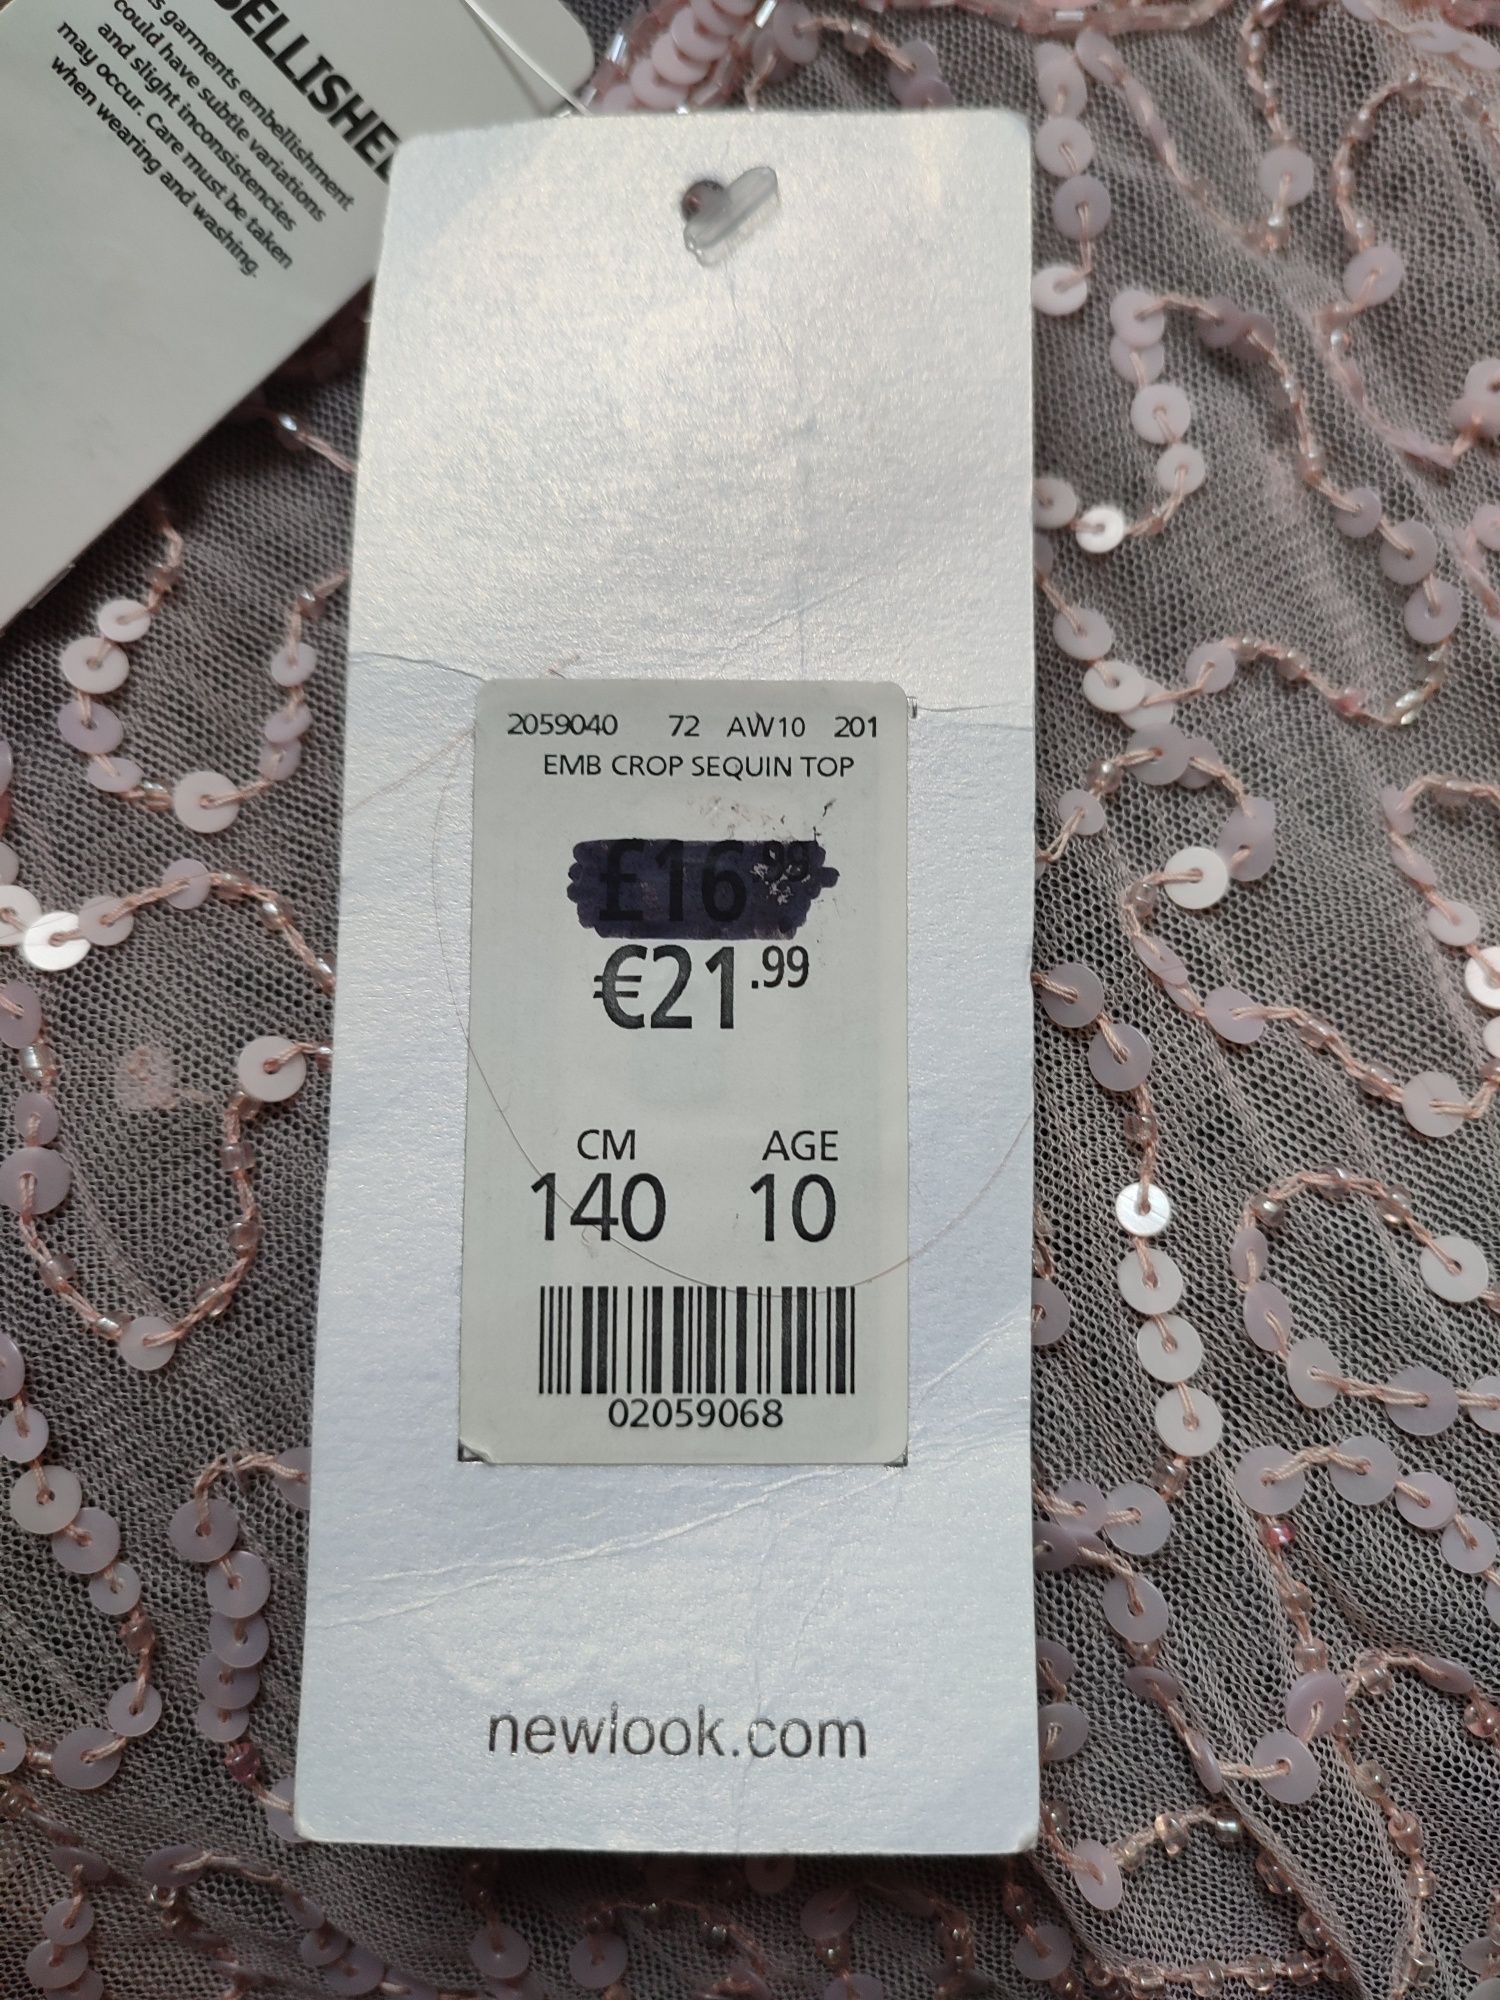 BELLISHE
garments embellishment
could have subtle variations
and slight inconsistencies
may occur. Care must be taken
when wearing and washing.
2059040 72 AW10 201
EMB CROP SEQUIN TOP
£16.99
€21.99
CM AGE
140 10
02059068
newlook.com